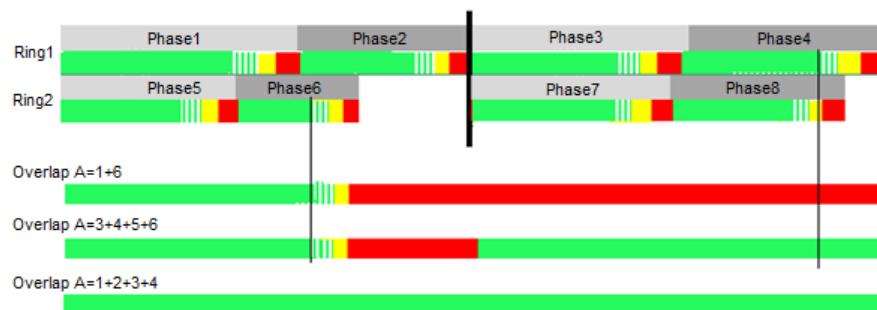 Phase1 Phase2 Phase3 Phase4
Ring1
Phase5 Phase6 Phase7 Phase8
Ring2
Overlap A=1+6
Overlap A=3+4+5+6
Overlap A=1+2+3+4